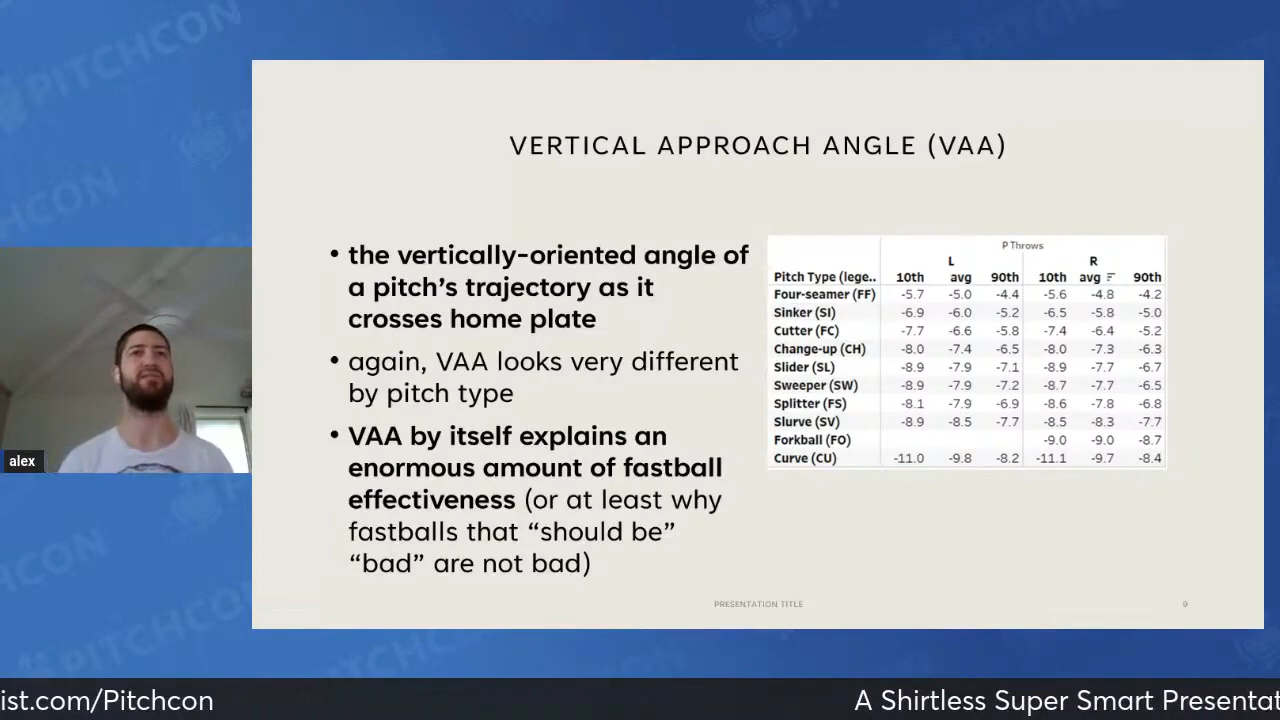 PITCHCON
VERTICAL APPROACH ANGLE (VAA)
• the vertically-oriented angle of
a pitch’s trajectory as it
crosses home plate
• again, VAA looks very different
by pitch type
• VAA by itself explains an
enormous amount of fastball
effectiveness (or at least why
fastballs that “should be”
“bad” are not bad)
P Throws
L R
Pitch Type (lege.. 10th avg 90th 10th avg 90th
Four-seamer (FF) -5.7 -5.0 -4.4 -5.6 -4.8 -4.2
Sinker (SI) -6.9 -6.0 -5.2 -6.5 -5.8 -5.0
Cutter (FC) -7.7 -6.6 -5.8 -7.4 -6.4 -5.2
Change-up (CH) -8.0 -7.4 -6.5 -8.0 -7.3 -6.3
Slider (SL) -8.9 -7.9 -7.1 -8.9 -7.7 -6.7
Sweeper (SW) -8.9 -7.9 -7.2 -8.7 -7.7 -6.5
Splitter (FS) -8.1 -7.9 -6.9 -8.6 -7.8 -6.8
Slurve (SV) -8.9 -8.5 -7.7 -8.5 -8.3 -7.7
Forkball (FO) -9.0 -9.0 -8.7
Curve (CU) -11.0 -9.8 -8.2 -11.1 -9.7 -8.4
PRESENTATION TITLE 9
alex
PITCHCON
PITCHCON
ist.com/Pitchcon A Shirtless Super Smart Presentat